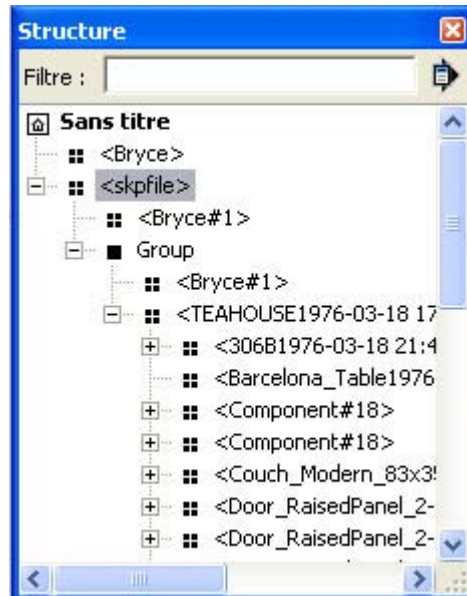 Structure
Filtre :
Sans titre
<Bryce>
<skpfile>
<Bryce#1>
Group
<Bryce#1>
<TEAHOUSE1976-03-18 17
<306B1976-03-18 21:4
<Barcelona_Table1976
<Component#18>
<Component#18>
<Couch_Modern_83x35
<Door_RaisedPanel_2-
<Door_RaisedPanel_2-